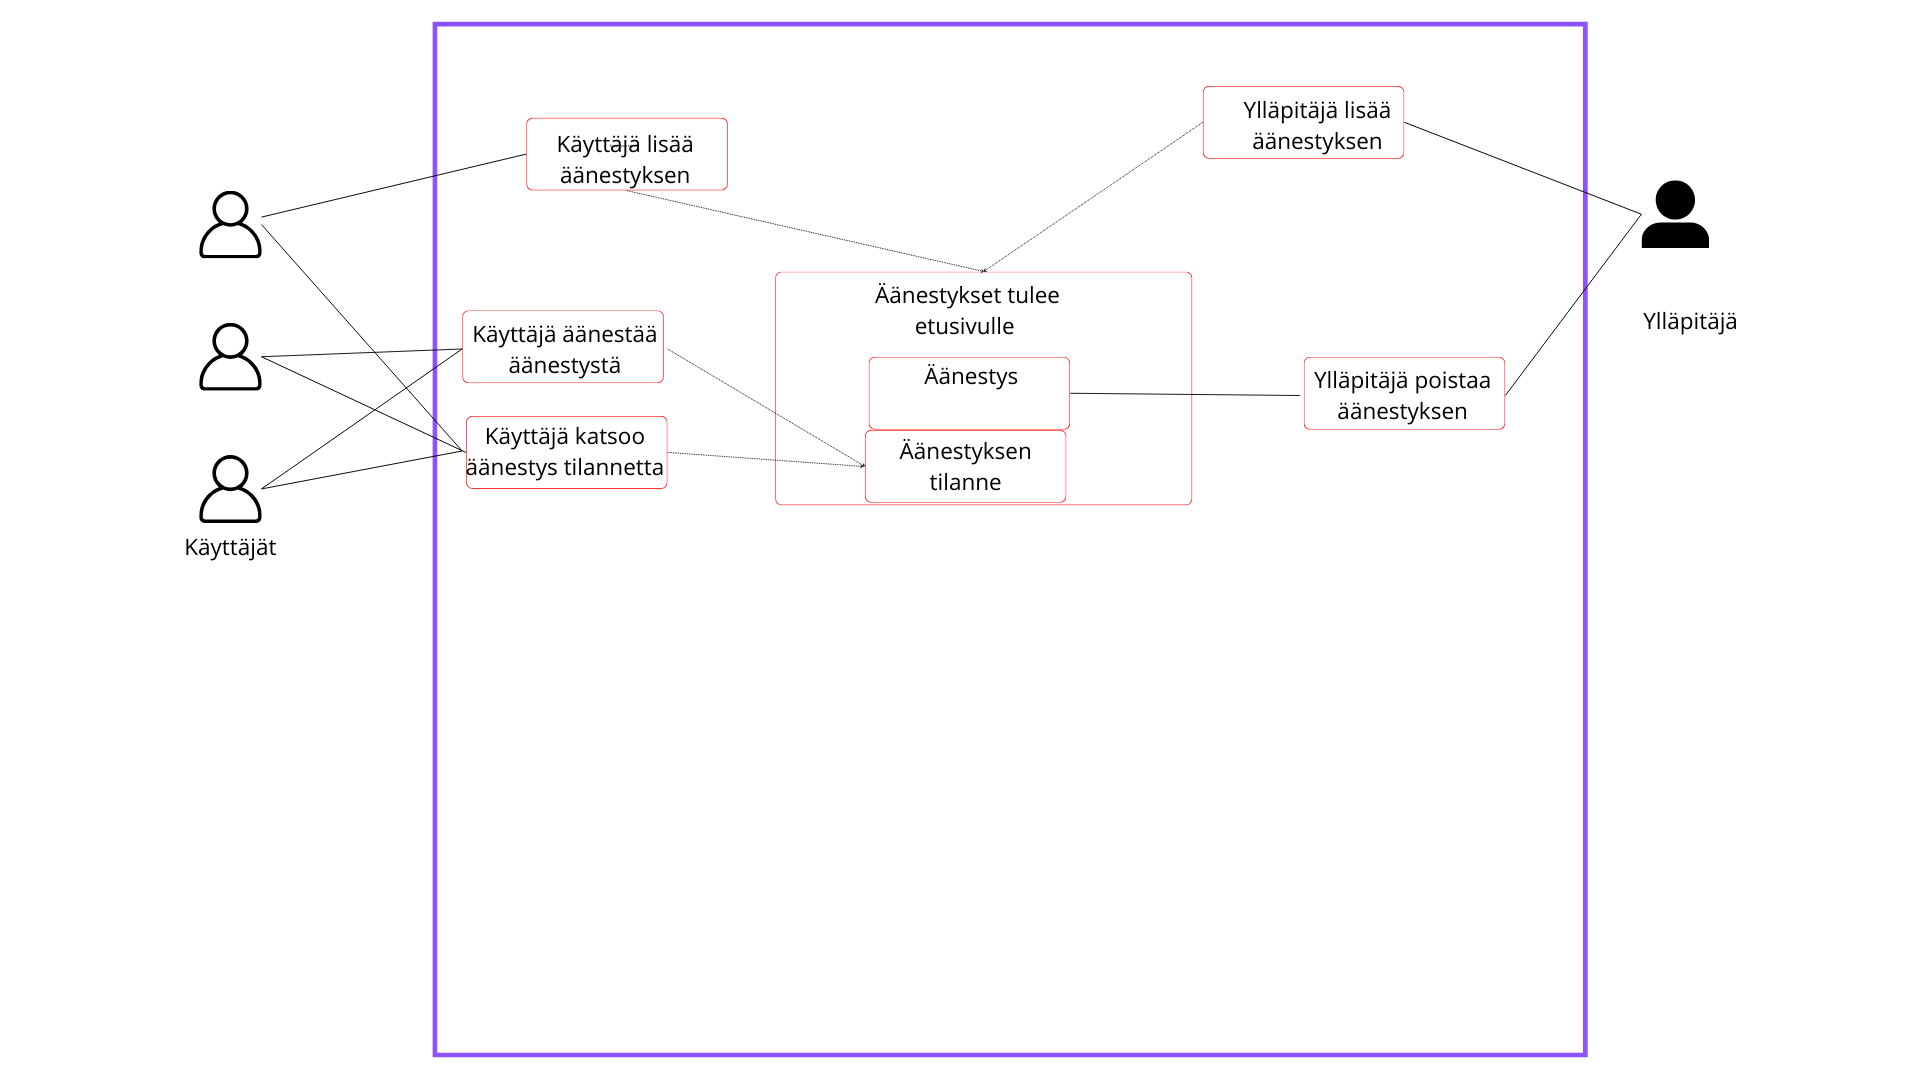 Käyttäjä lisää
äänestyksen
Ylläpitäjä lisää
äänestyksen
Äänestykset tulee
etusivulle
Käyttäjä äänestää
äänestystä
Ylläpitäjä
Äänestys
Ylläpitäjä poistaa
äänestyksen
Käyttäjä katsoo
äänestys tilannetta
Äänestyksen
tilanne
Käyttäjät